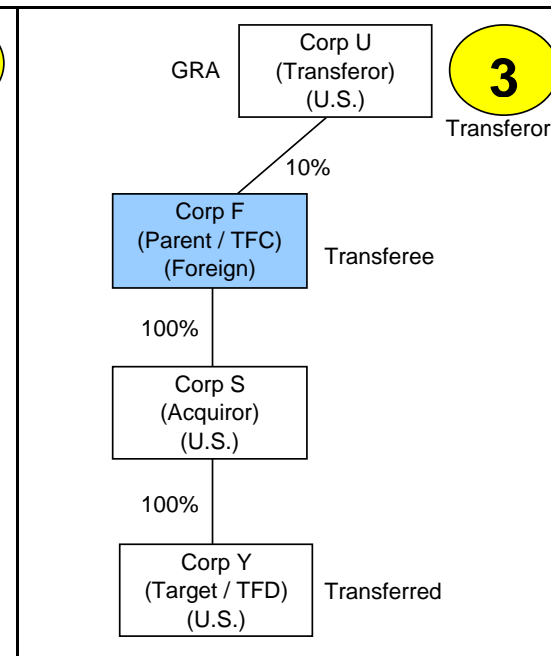 GRA
Corp U
(Transferor)
(U.S.)
3
Transferor
10%
Corp F
(Parent / TFC)
(Foreign)
Transferee
100%
Corp S
(Acquiror)
(U.S.)
100%
Corp Y
(Target / TFD)
(U.S.)
Transferred